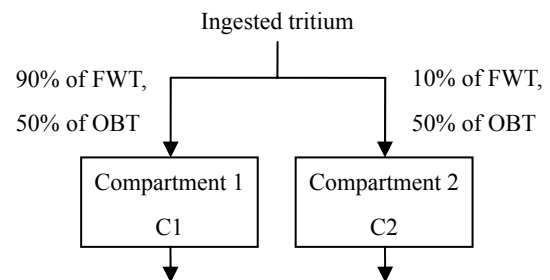 Ingested tritium
90% of FWT,
50% of OBT
10% of FWT,
50% of OBT
Compartment 1
C1
Compartment 2
C2